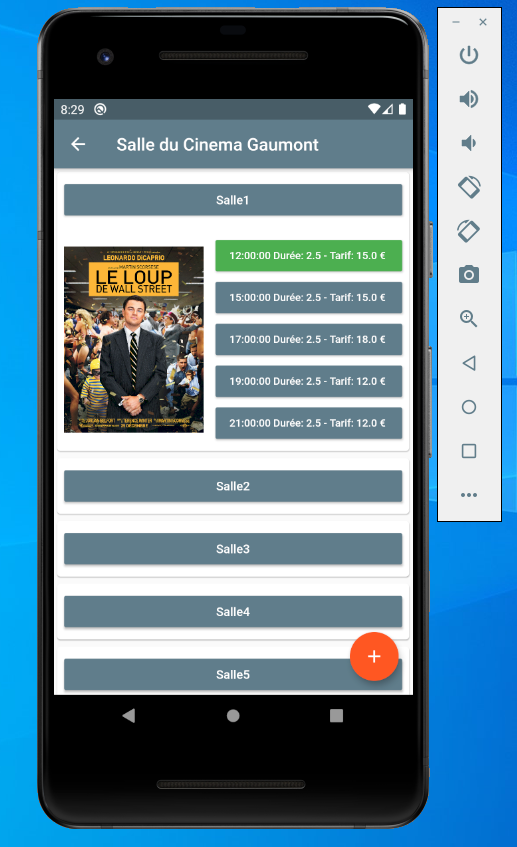 8:29
Salle du Cinema Gaumont
Salle1
LEONARDO DICAPRIO
LE LOUP
DE WALL STREET
12:00:00 Durée: 2.5 - Tarif: 15.0 €
15:00:00 Durée: 2.5 - Tarif: 15.0 €
17:00:00 Durée: 2.5 - Tarif: 18.0 €
19:00:00 Durée: 2.5 - Tarif: 12.0 €
21:00:00 Durée: 2.5 - Tarif: 12.0 €
Salle2
Salle3
Salle4
Salle5